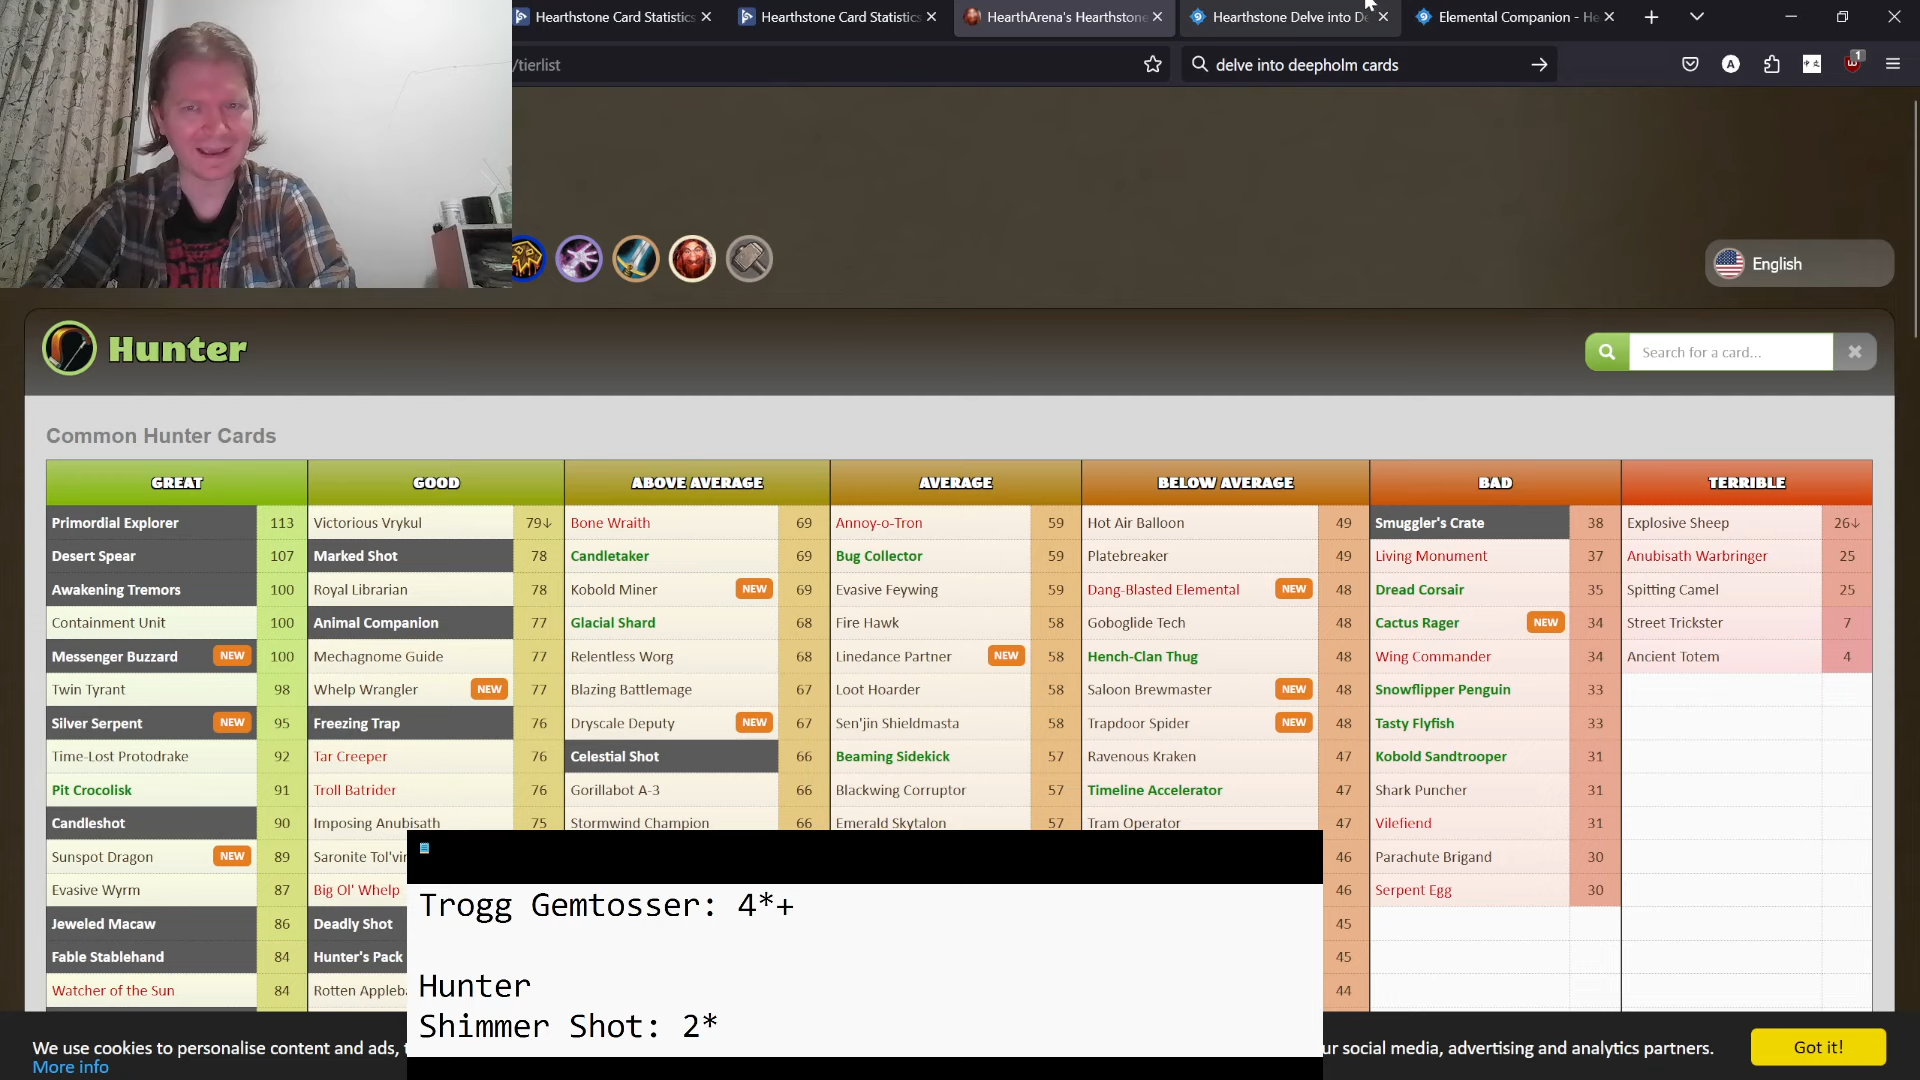 Hearthstone Card Statistics
Hearthstone Card Statistics
HearthArena's Hearthstone
Hearthstone Delve into De
Elemental Companion - He
/tierlist
delve into deepholm cards
A
1
English
Hunter
Search for a card...
Common Hunter Cards
GREAT GOOD ABOVE AVERAGE AVERAGE BELOW AVERAGE BAD TERRIBLE
Primordial Explorer 113 Victorious Vrykul 79↓ Bone Wraith 69 Annoy-o-Tron 59 Hot Air Balloon 49 Smuggler's Crate 38 Explosive Sheep 26↓
Desert Spear 107 Marked Shot 78 Candletaker 69 Bug Collector 59 Platebreaker 49 Living Monument 37 Anubisath Warbringer 25
Awakening Tremors 100 Royal Librarian 78 Kobold Miner NEW 69 Evasive Feywing 59 Dang-Blasted Elemental NEW 48 Dread Corsair 35 Spitting Camel 25
Containment Unit 100 Animal Companion 77 Glacial Shard 68 Fire Hawk 58 Goboglide Tech 48 Cactus Rager NEW 34 Street Trickster 7
Messenger Buzzard NEW 100 Mechagnome Guide 77 Relentless Worg 68 Linedance Partner NEW 58 Hench-Clan Thug 48 Wing Commander 34 Ancient Totem 4
Twin Tyrant 98 Whelp Wrangler NEW 77 Blazing Battlemage 67 Loot Hoarder 58 Saloon Brewmaster NEW 48 Snowflipper Penguin 33
Silver Serpent NEW 95 Freezing Trap 76 Dryscale Deputy NEW 67 Sen'jin Shieldmasta 58 Trapdoor Spider NEW 48 Tasty Flyfish 33
Time-Lost Protodrake 92 Tar Creeper 76 Celestial Shot 66 Beaming Sidekick 57 Ravenous Kraken 47 Kobold Sandtrooper 31
Pit Crocolisk 91 Troll Batrider 76 Gorillabot A-3 66 Blackwing Corruptor 57 Timeline Accelerator 47 Shark Puncher 31
Candleshot 90 Imposing Anubisath 75 Stormwind Champion 66 Emerald Skytalon 57 Tram Operator 47 Vilefiend 31
Sunspot Dragon NEW 89 Saronite Tol'vir 46 Parachute Brigand 30
Evasive Wyrm 87 Big Ol' Whelp 46 Serpent Egg 30
Jeweled Macaw 86 Deadly Shot 45
Fable Stablehand 84 Hunter's Pack 45
Watcher of the Sun 84 Rotten Appleba 44
Trogg Gemtosser: 4*+
Hunter
Shimmer Shot: 2*
We use cookies to personalise content and ads, ur social media, advertising and analytics partners.
More info
Got it!